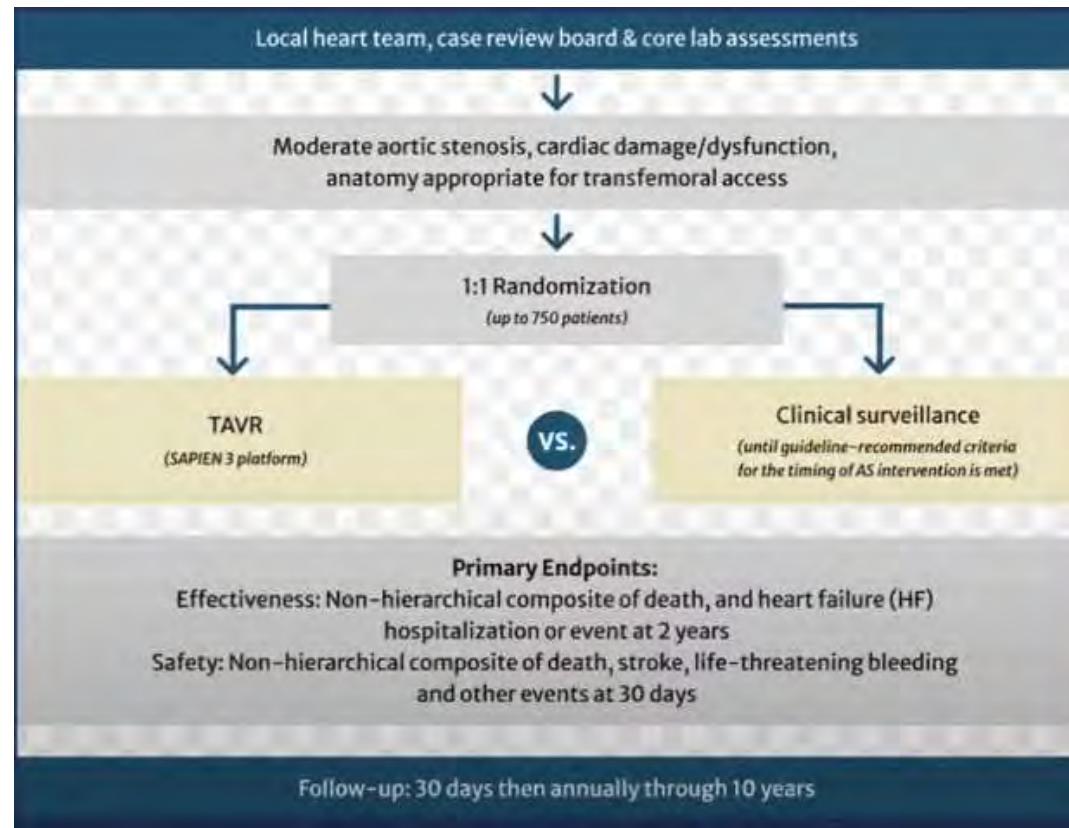 Local heart team, case review board & core lab assessments
Moderate aortic stenosis, cardiac damage/dysfunction,
anatomy appropriate for transfemoral access
1:1 Randomization
(up to 750 patients)
TAVR
(SAPIEN 3 platform)
VS.
Clinical surveillance
(until guideline-recommended criteria
for the timing of AS intervention is met)
Primary Endpoints:
Effectiveness: Non-hierarchical composite of death, and heart failure (HF)
hospitalization or event at 2 years
Safety: Non-hierarchical composite of death, stroke, life-threatening bleeding
and other events at 30 days
Follow-up: 30 days then annually through 10 years